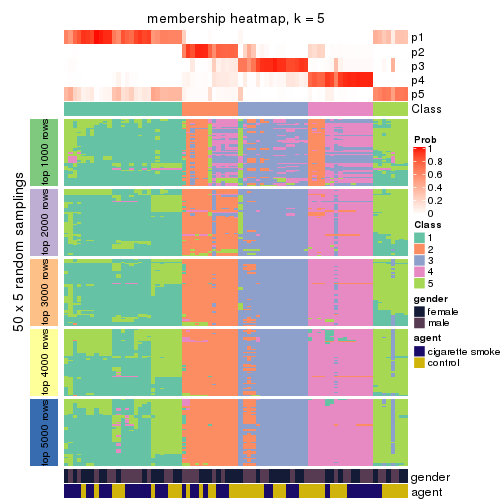 membership heatmap, k = 5
p1
p2
p3
p4
p5
Class
50 x 5 random samplings
top 1000 rows
top 2000 rows
top 3000 rows
top 4000 rows
top 5000 rows
gender
agent
Prob
1
0.8
0.6
0.4
0.2
0
Class
1
2
3
4
5
gender
female
male
agent
cigarette smoke
control